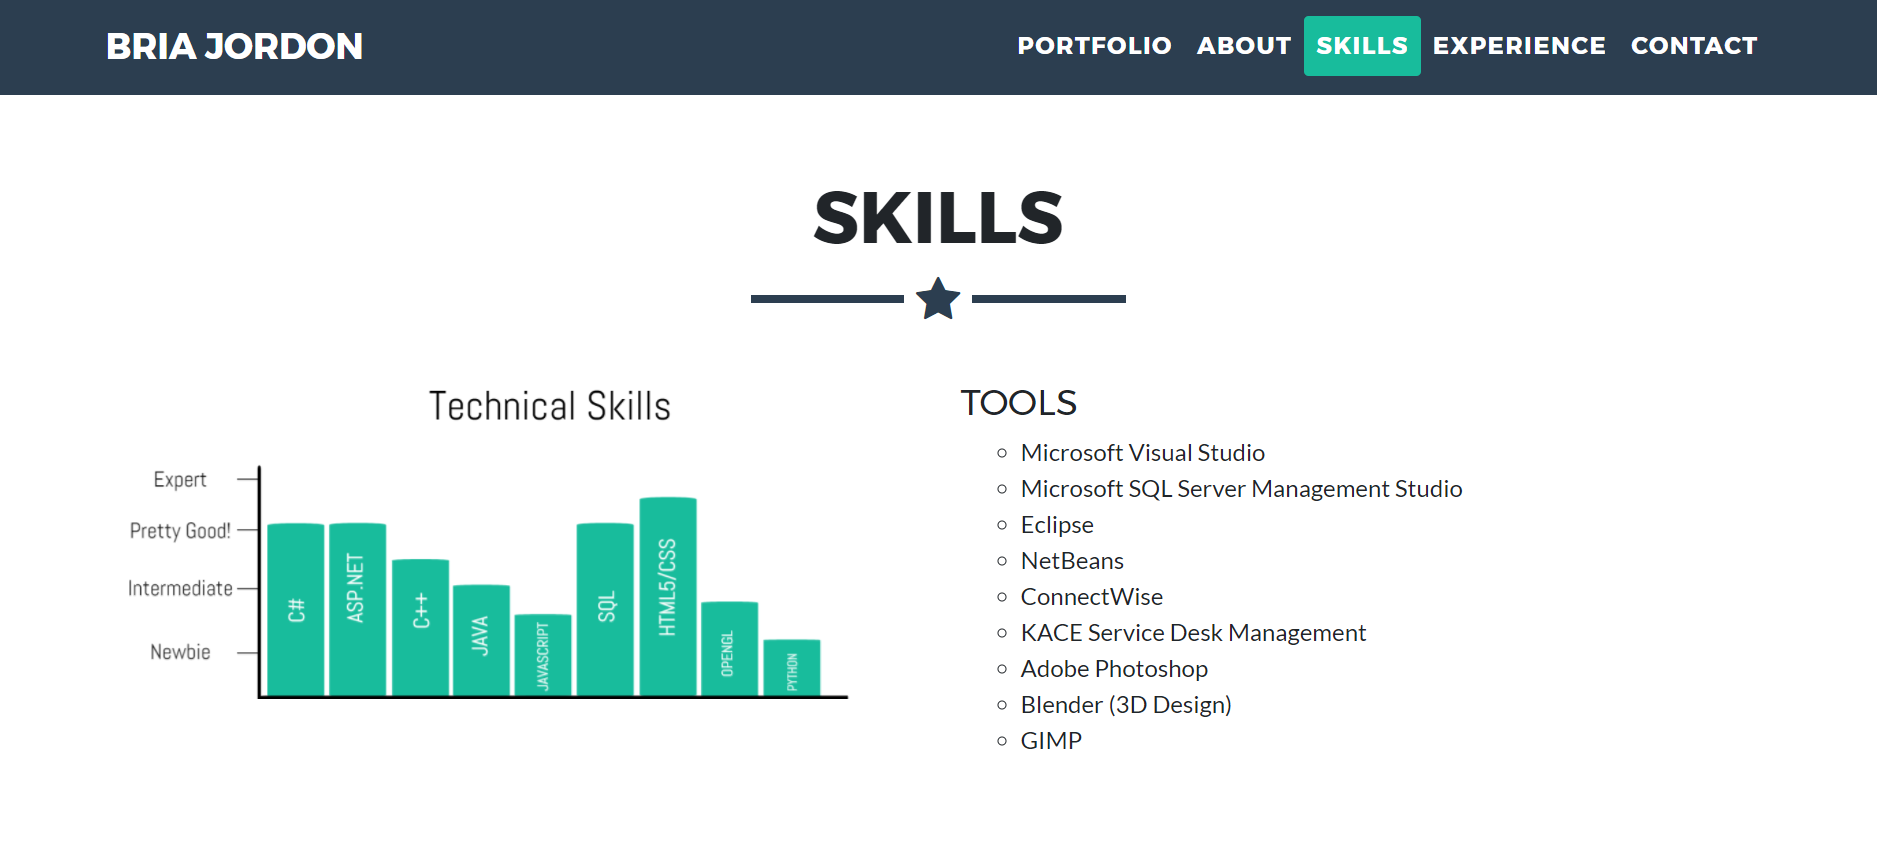 BRIA JORDON
PORTFOLIO ABOUT SKILLS EXPERIENCE CONTACT
SKILLS
Technical Skills
Expert
Pretty Good!
Intermediate
Newbie
C#
ASP.NET
C++
JAVA
JAVASCRIPT
SQL
HTML5/CSS
OPENGL
PYTHON
TOOLS
Microsoft Visual Studio
Microsoft SQL Server Management Studio
Eclipse
NetBeans
ConnectWise
KACE Service Desk Management
Adobe Photoshop
Blender (3D Design)
GIMP